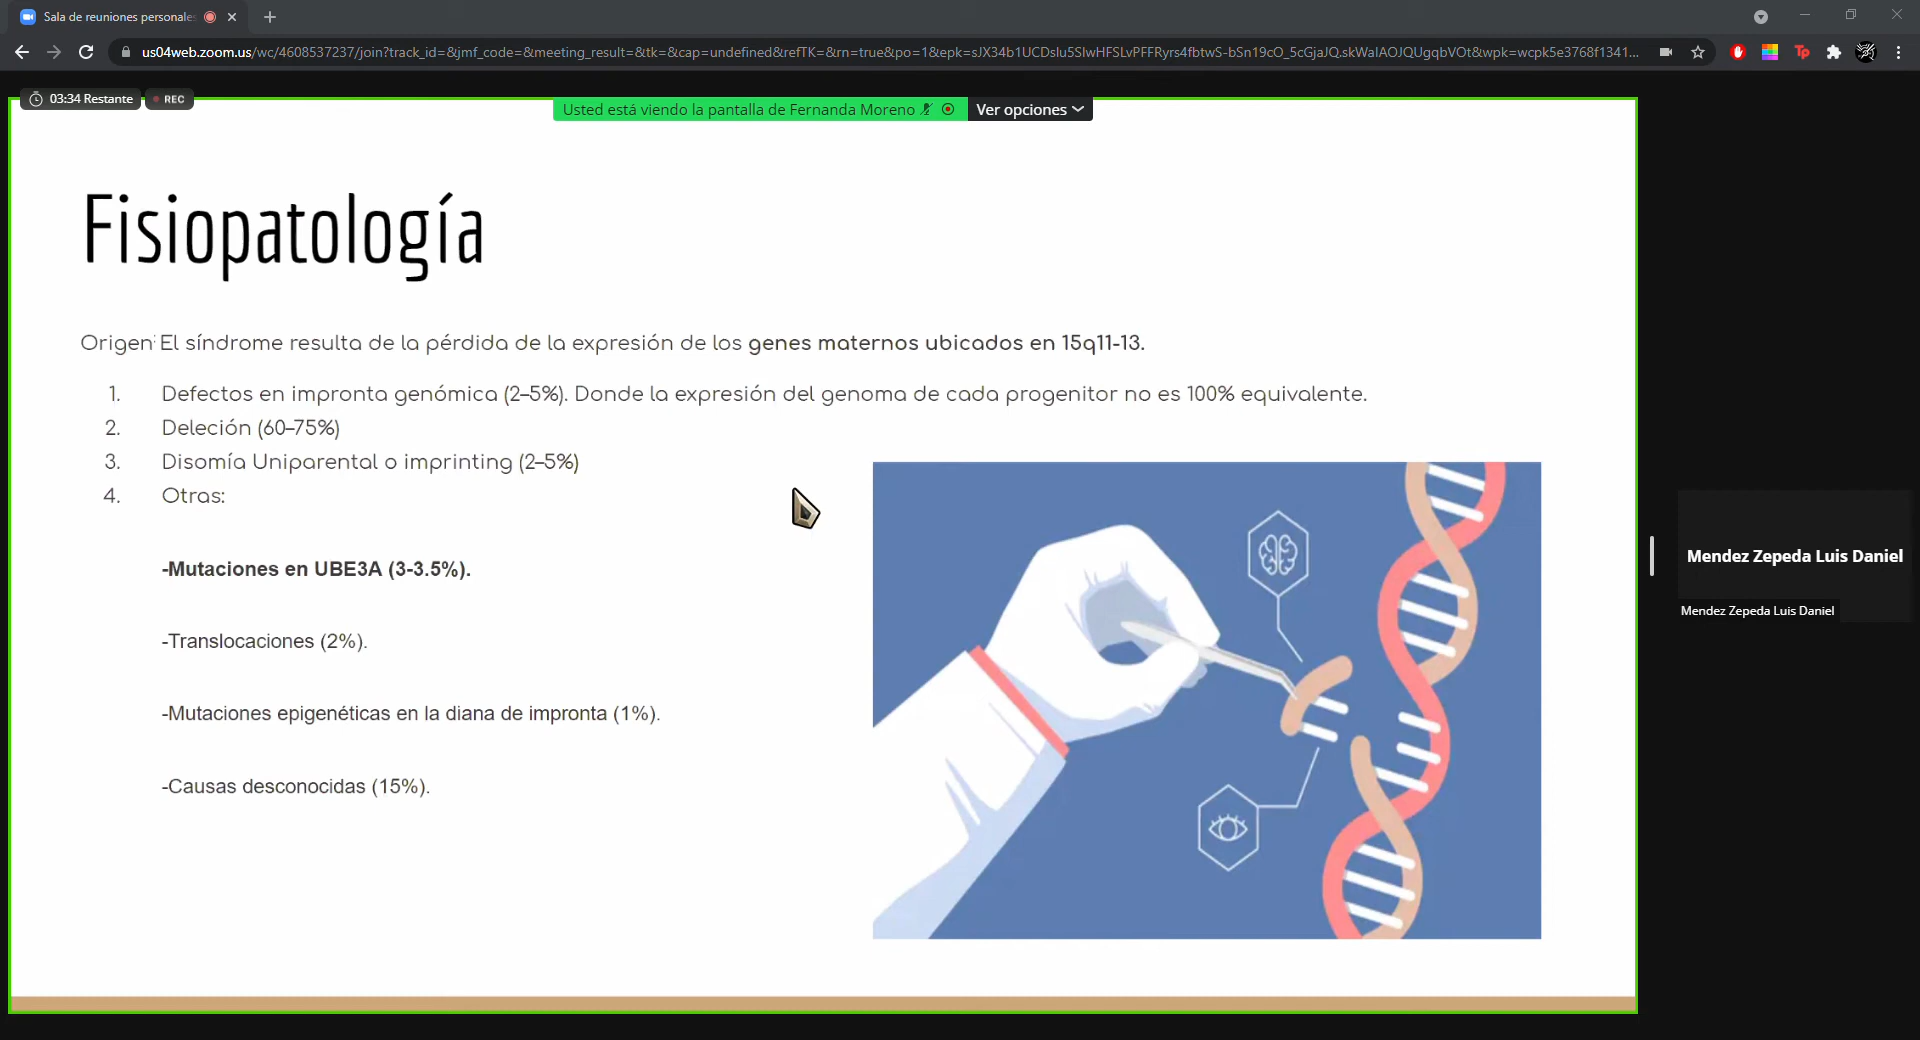 Sala de reuniones personales
us04web.zoom.us/wc/4608537237/join?track_id=&jmf_code=&meeting_result=&tk=&cap=undefined&refTK=&rn=true&po=1&epk=sJX34b1UCDslu5SlwHFSLvPFFRyrs4fbtwS-bSn19cO_5cGjaJQ.skWaIAOJQUgqbVOt&wpk=wcpk5e3768f1341...
Tp
03:34 Restante
REC
Usted está viendo la pantalla de Fernanda Moreno
Ver opciones
Fisiopatología
Origen: El síndrome resulta de la pérdida de la expresión de los genes maternos ubicados en 15q11-13.
1. Defectos en impronta genómica (2–5%). Donde la expresión del genoma de cada progenitor no es 100% equivalente.
2. Deleción (60–75%)
3. Disomía Uniparental o imprinting (2–5%)
4. Otras:
-Mutaciones en UBE3A (3-3.5%).
-Translocaciones (2%).
-Mutaciones epigenéticas en la diana de impronta (1%).
-Causas desconocidas (15%).
Mendez Zepeda Luis Daniel
Mendez Zepeda Luis Daniel